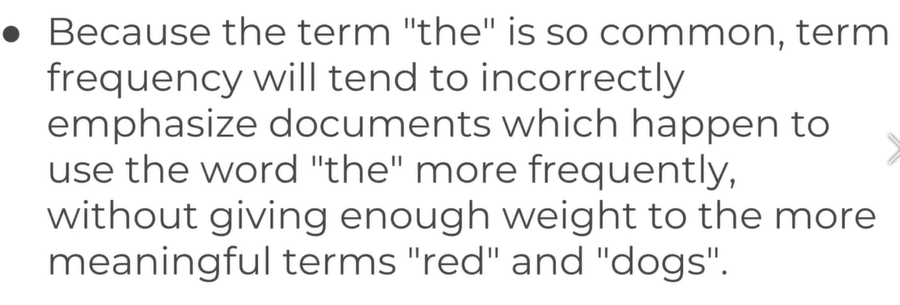 ● Because the term "the" is so common, term
frequency will tend to incorrectly
emphasize documents which happen to
use the word "the" more frequently,
without giving enough weight to the more
meaningful terms "red" and "dogs".